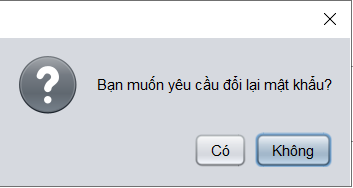 Bạn muốn yêu cầu đổi lại mật khẩu?
Có Không